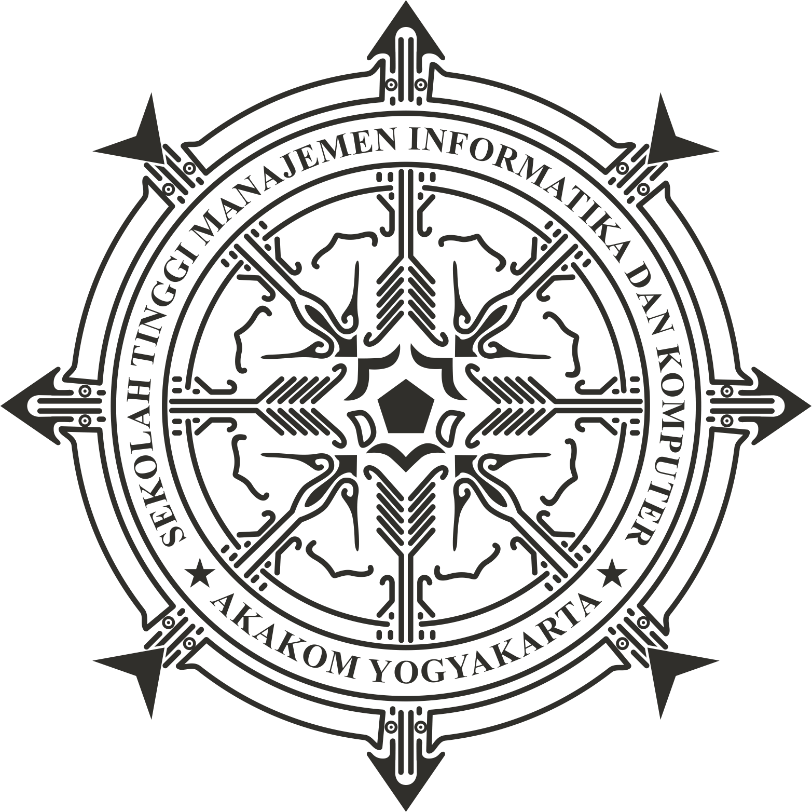 SEKOLAH TINGGI MANAJEMEN INFORMATIKA DAN KOMPUTER
AKAKOM YOGYAKARTA